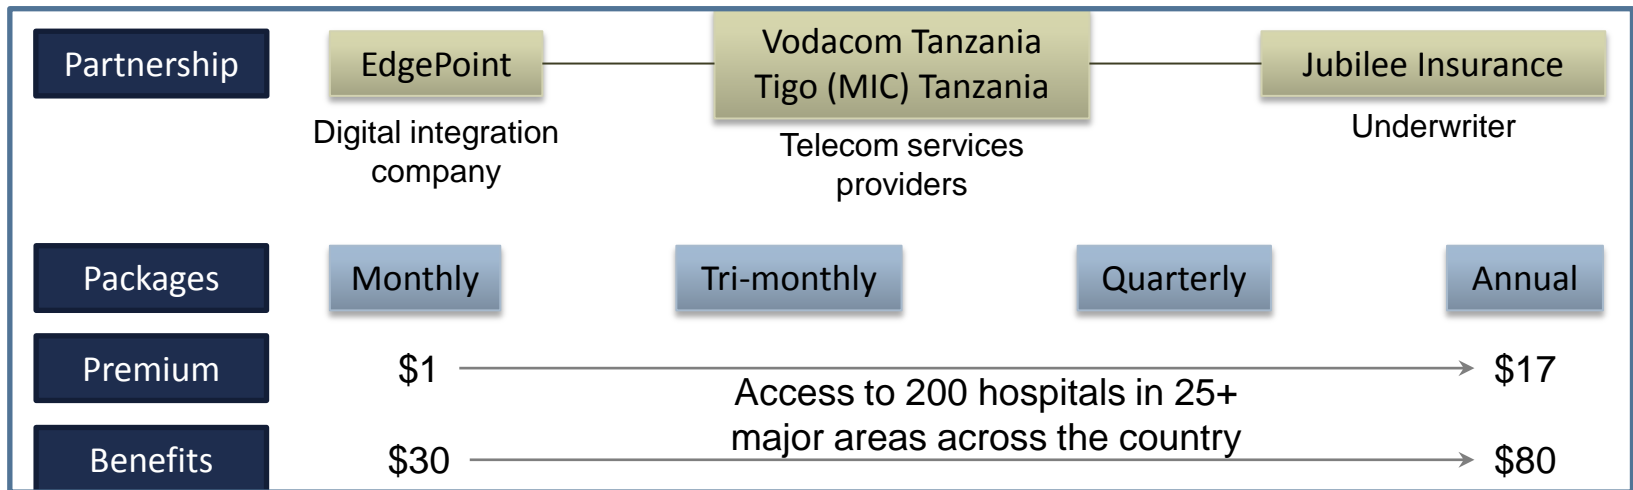 Partnership
EdgePoint
Vodacom Tanzania
Tigo (MIC) Tanzania
Jubilee Insurance
Digital integration
company
Telecom services
providers
Underwriter
Packages
Monthly
Tri-monthly
Quarterly
Annual
Premium
$1
$17
Access to 200 hospitals in 25+
major areas across the country
Benefits
$30
$80